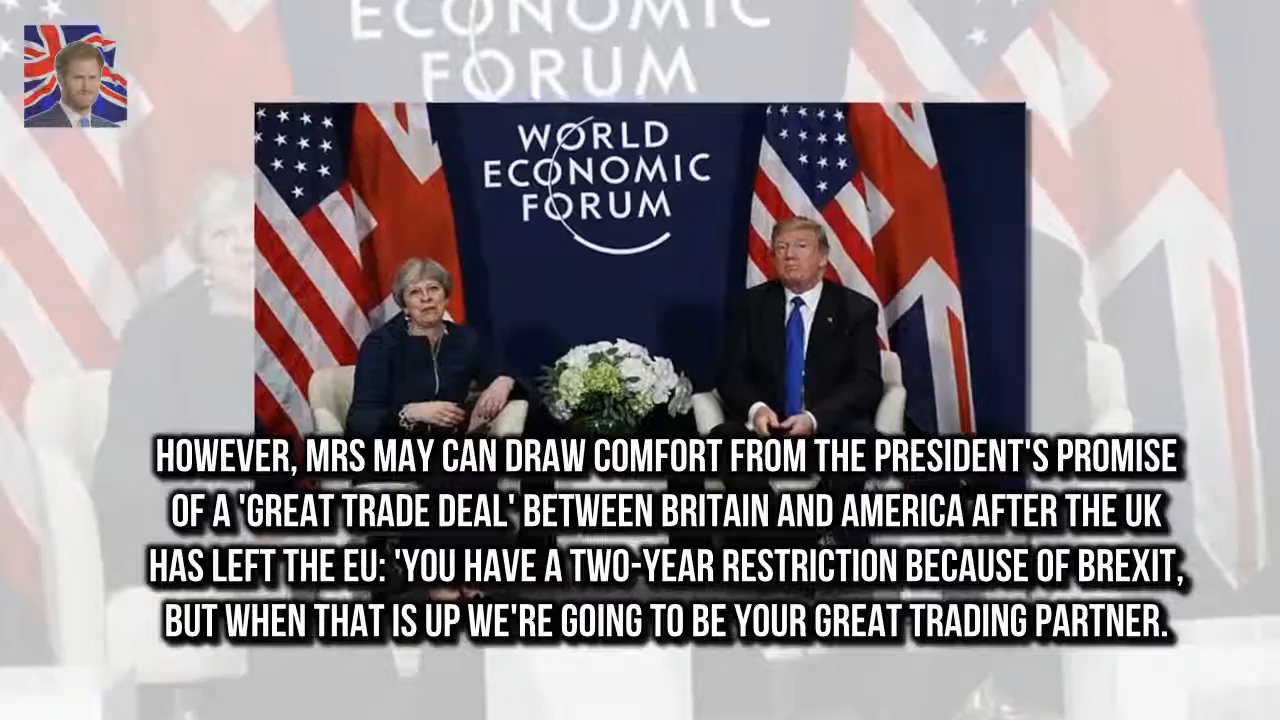 ECONOMIC
FORUM
WORLD
ECONOMIC
FORUM
HOWEVER, MRS MAY CAN DRAW COMFORT FROM THE PRESIDENT'S PROMISE
OF A 'GREAT TRADE DEAL' BETWEEN BRITAIN AND AMERICA AFTER THE UK
HAS LEFT THE EU: 'YOU HAVE A TWO-YEAR RESTRICTION BECAUSE OF BREXIT,
BUT WHEN THAT IS UP WE'RE GOING TO BE YOUR GREAT TRADING PARTNER.